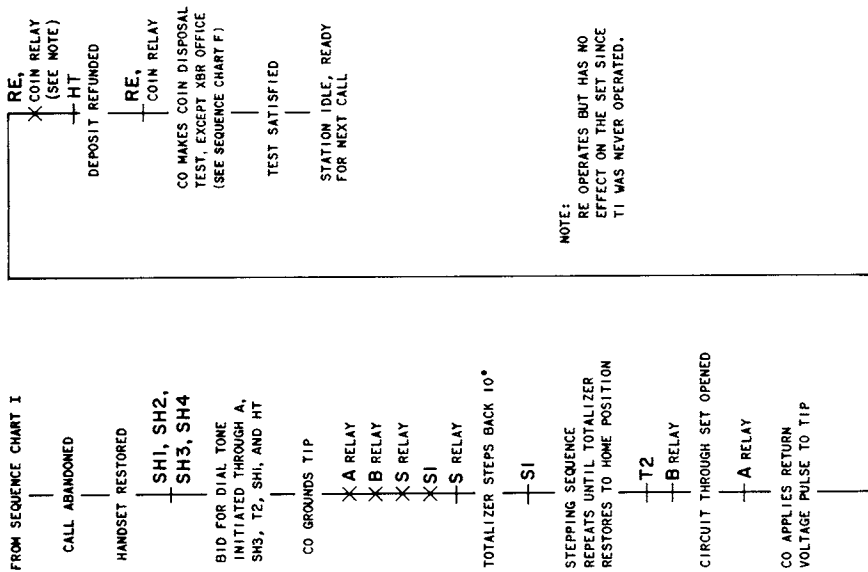 FROM SEQUENCE CHART I
CALL ABANDONED
HANDSET RESTORED
SH1, SH2,
SH3, SH4
BID FOR DIAL TONE
INITIATED THROUGH A,
SH3, T2, SH1, AND HT
CO GROUNDS TIP
A RELAY
B RELAY
S RELAY
S1
S RELAY
TOTALIZER STEPS BACK 10°
S1
STEPPING SEQUENCE
REPEATS UNTIL TOTALIZER
RESTORES TO HOME POSITION
T2
B RELAY
CIRCUIT THROUGH SET OPENED
A RELAY
CO APPLIES RETURN
VOLTAGE PULSE TO TIP
RE,
COIN RELAY
(SEE NOTE)
HT
DEPOSIT REFUNDED
RE,
COIN RELAY
CO MAKES COIN DISPOSAL
TEST, EXCEPT XBR OFFICE
(SEE SEQUENCE CHART F)
TEST SATISFIED
STATION IDLE, READY
FOR NEXT CALL
NOTE:
RE OPERATES BUT HAS NO
EFFECT ON THE SET SINCE
T1 WAS NEVER OPERATED.